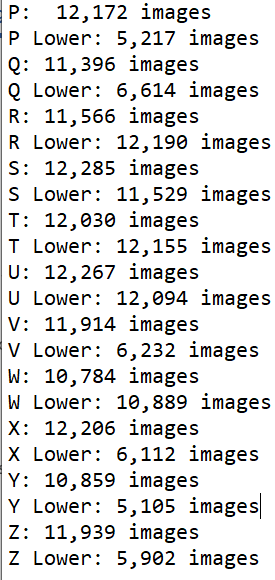 P:  12,172 images
P Lower: 5,217 images
Q: 11,396 images
Q Lower: 6,614 images
R: 11,566 images
R Lower: 12,190 images
S: 12,285 images
S Lower: 11,529 images
T: 12,030 images
T Lower: 12,155 images
U: 12,267 images
U Lower: 12,094 images
V: 11,914 images
V Lower: 6,232 images
W: 10,784 images
W Lower: 10,889 images
X: 12,206 images
X Lower: 6,112 images
Y: 10,859 images
Y Lower: 5,105 images
Z: 11,939 images
Z Lower: 5,902 images